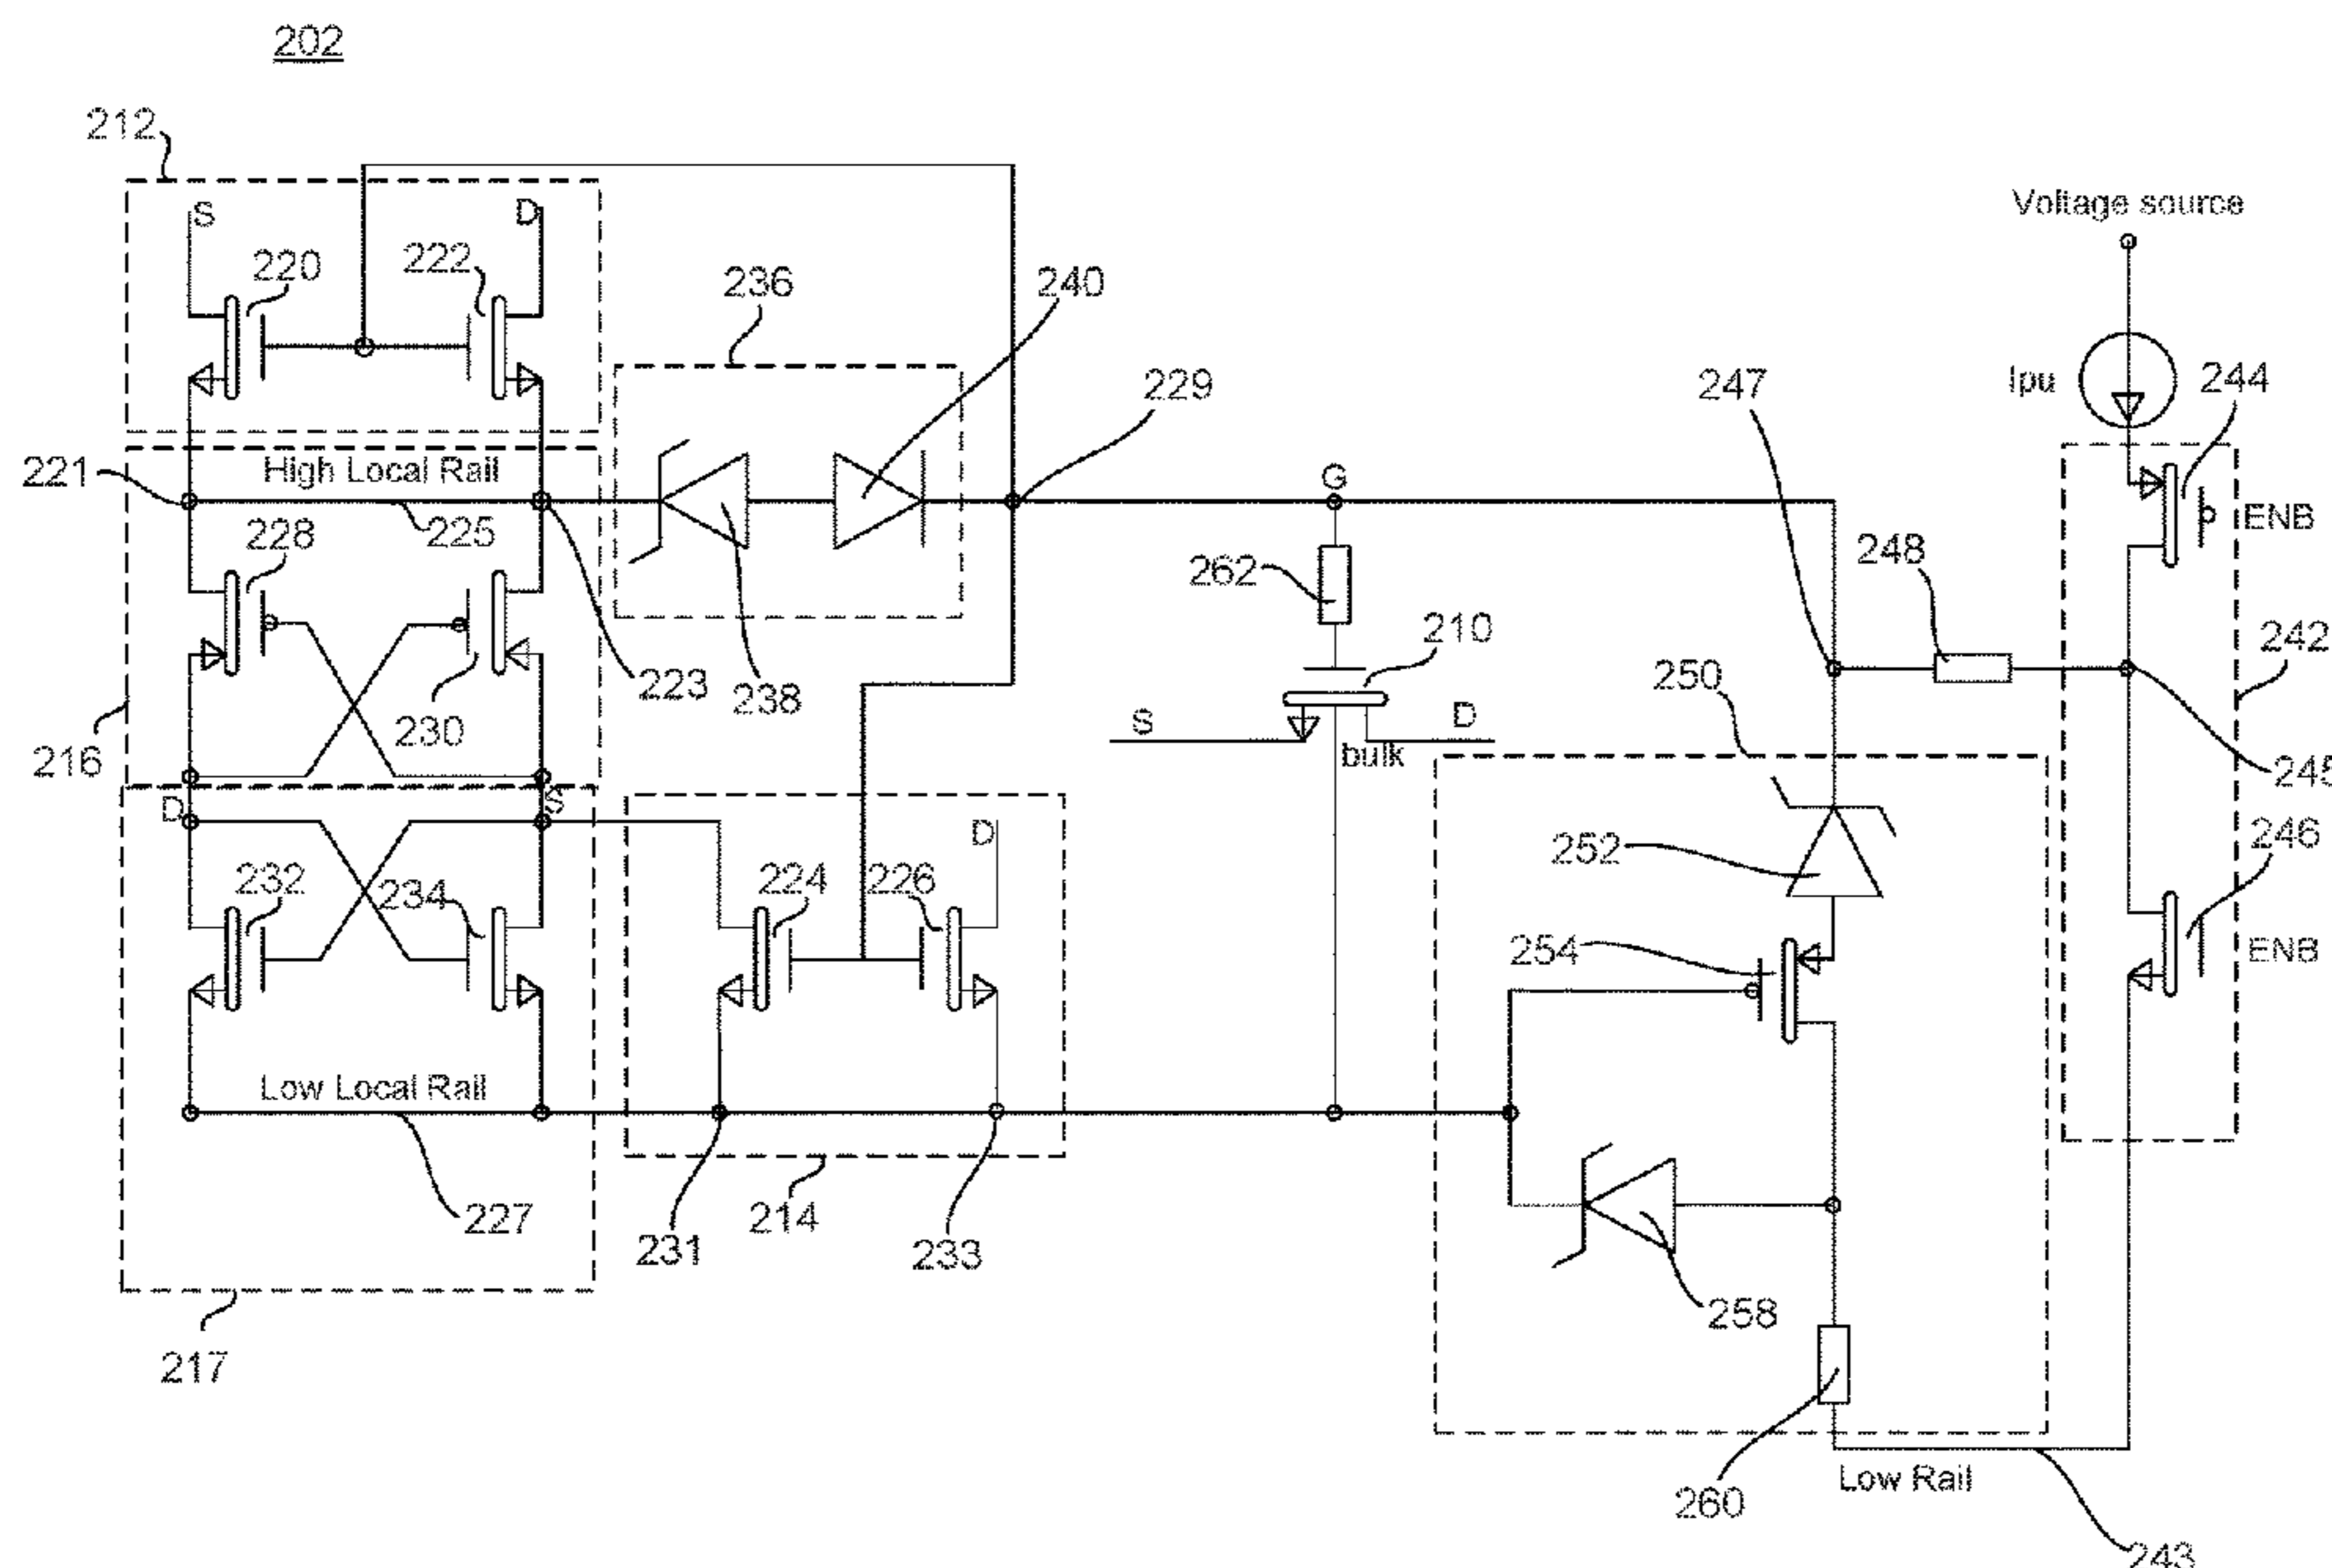 202
212
S
D
220
222
236
240
Voltage source
Ipu
244
221
High Local Rail
225
229
G
247
ENB
228
248
262
210
242
223
238
230
250
S
D
bulk
216
245
D
S
D
252
246
232
234
224
226
254
ENB
Low Local Rail
227
231
214
233
258
217
260
Low Rail
243